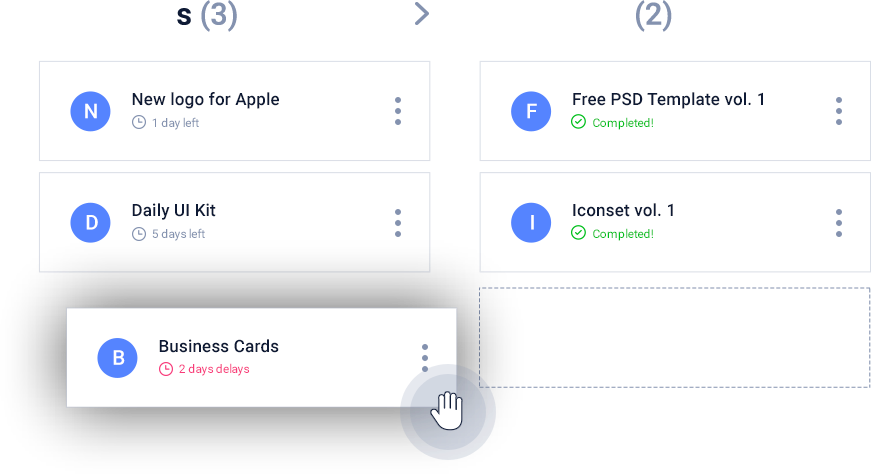 s (3)
(2)
N
New logo for Apple
1 day left
D
Daily UI Kit
5 days left
B
Business Cards
2 days delays
F
Free PSD Template vol. 1
Completed!
I
Iconset vol. 1
Completed!